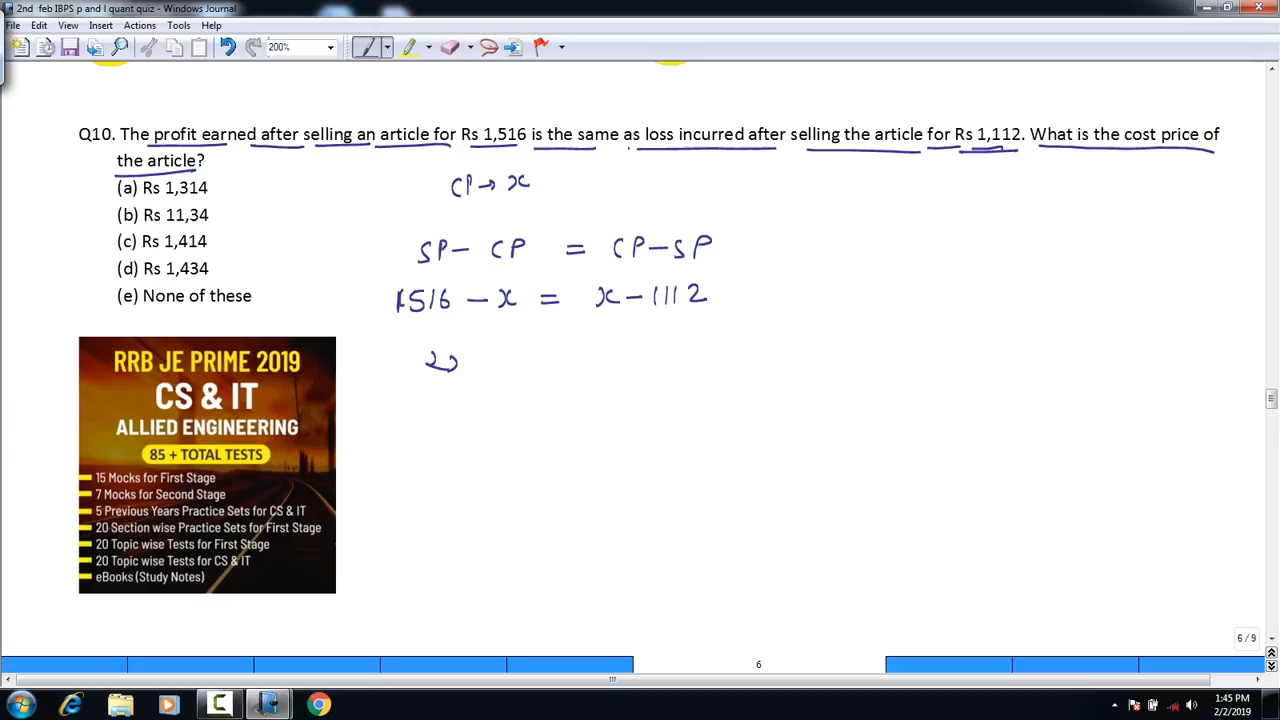 2nd feb IBPS p and I quant quiz - Windows Journal
File Edit View Insert Actions Tools Help
200%
Q10. The profit earned after selling an article for Rs 1,516 is the same as loss incurred after selling the article for Rs 1,112. What is the cost price of
the article?
(a) Rs 1,314
(b) Rs 11,34
(c) Rs 1,414
(d) Rs 1,434
(e) None of these
CP → x
SP - CP = CP - SP
1516 - x = x - 1112
RRB JE PRIME 2019
CS & IT
ALLIED ENGINEERING
85 + TOTAL TESTS
15 Mocks for First Stage
7 Mocks for Second Stage
5 Previous Years Practice Sets for CS & IT
20 Section wise Practice Sets for First Stage
20 Topic wise Tests for First Stage
20 Topic wise Tests for CS & IT
eBooks (Study Notes)
6 / 9
6
1:45 PM
2/2/2019